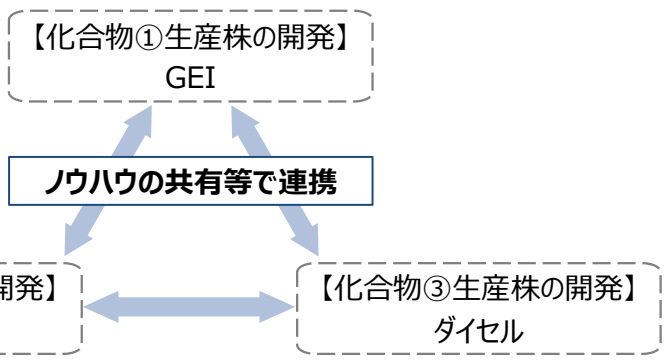 【化合物①生産株の開発】
GEI
ノウハウの共有等で連携
開発】
【化合物③生産株の開発】
ダイセル